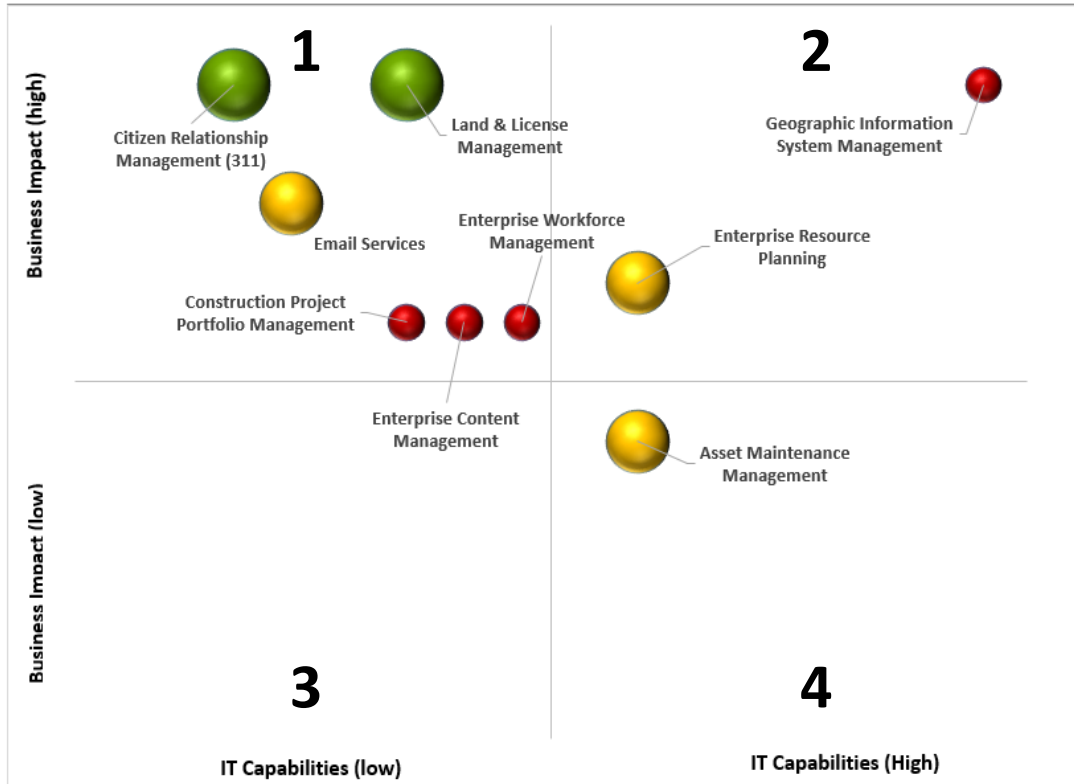 1
2
Business Impact (high)
Citizen Relationship
Management (311)
Land & License
Management
Geographic Information
System Management
Email Services
Enterprise Workforce
Management
Enterprise Resource
Planning
Construction Project
Portfolio Management
Enterprise Content
Management
Asset Maintenance
Management
Business Impact (low)
3
4
IT Capabilities (low)
IT Capabilities (High)